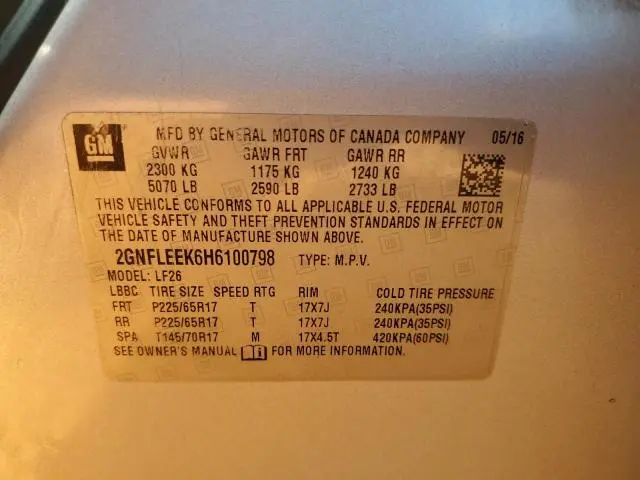 GM MFD BY GENERAL MOTORS OF CANADA COMPANY 05/16
GVWR GAWR FRT GAWR RR
2300 KG 1175 KG 1240 KG
5070 LB 2590 LB 2733 LB
THIS VEHICLE CONFORMS TO ALL APPLICABLE U.S. FEDERAL MOTOR
VEHICLE SAFETY AND THEFT PREVENTION STANDARDS IN EFFECT ON
THE DATE OF MANUFACTURE SHOWN ABOVE.
2GNFLEEK6H6100798 TYPE: M.P.V.
MODEL: LF26
LBBC TIRE SIZE SPEED RTG RIM COLD TIRE PRESSURE
FRT P225/65R17 T 17X7J 240KPA(35PSI)
RR P225/65R17 T 17X7J 240KPA(35PSI)
SPA T145/70R17 M 17X4.5T 420KPA(60PSI)
SEE OWNER'S MANUAL FOR MORE INFORMATION.